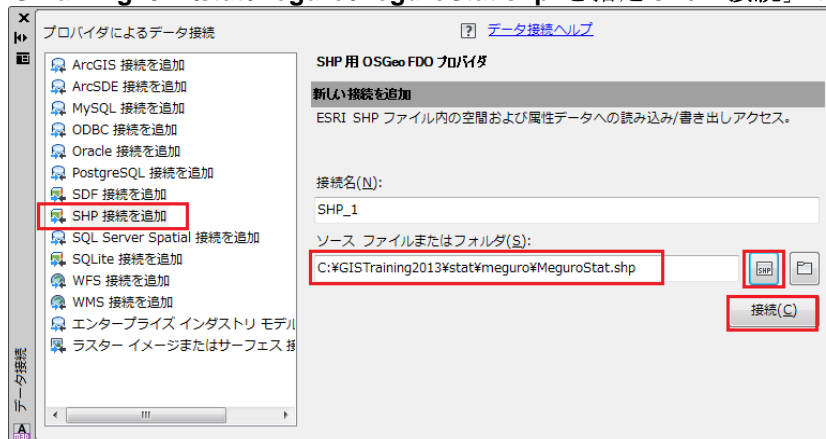 プロバイダによるデータ接続
? データ接続ヘルプ
ArcGIS 接続を追加
ArcSDE 接続を追加
MySQL 接続を追加
ODBC 接続を追加
Oracle 接続を追加
PostgreSQL 接続を追加
SDF 接続を追加
SHP 接続を追加
SQL Server Spatial 接続を追加
SQLite 接続を追加
WFS 接続を追加
WMS 接続を追加
エンタープライズ インダストリ モデル
ラスター イメージまたはサーフェス 接
SHP 用 OSGeo FDO プロバイダ
新しい接続を追加
ESRI SHP ファイル内の空間および属性データへの読み込み/書き出しアクセス。
接続名(N):
SHP_1
ソース ファイルまたはフォルダ(S):
C:¥GISTraining2013¥stat¥meguro¥MeguroStat.shp
SHP
接続(C)
データ接続